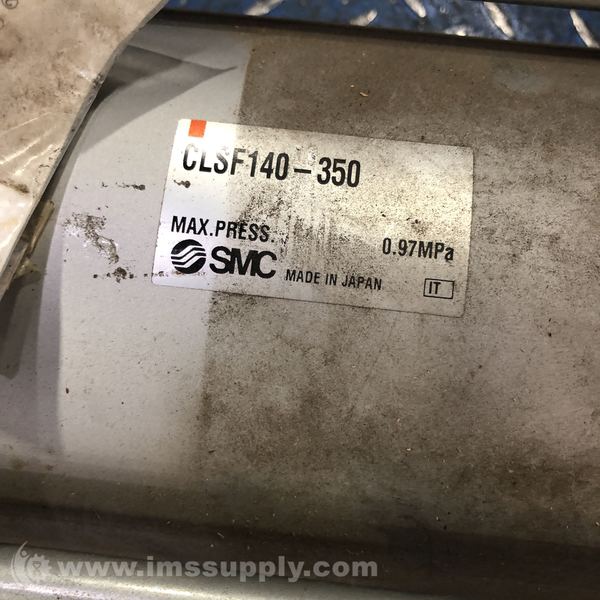 CLSF140-350
MAX.PRESS. 0.97MPa
SMC MADE IN JAPAN IT
www.imssupply.com